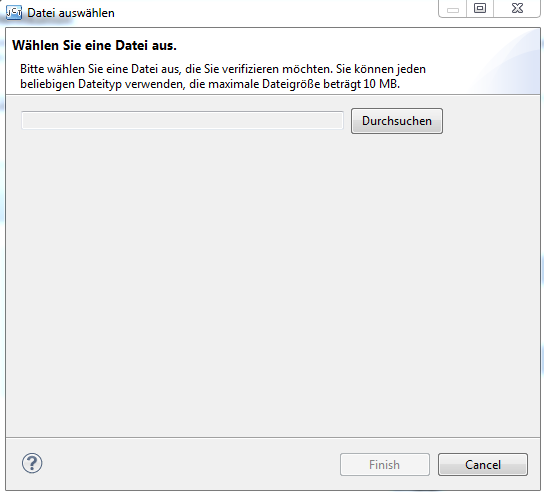 Datei auswählen
Wählen Sie eine Datei aus.
Bitte wählen Sie eine Datei aus, die Sie verifizieren möchten. Sie können jeden
beliebigen Dateityp verwenden, die maximale Dateigröße beträgt 10 MB.
Durchsuchen
?
Finish
Cancel